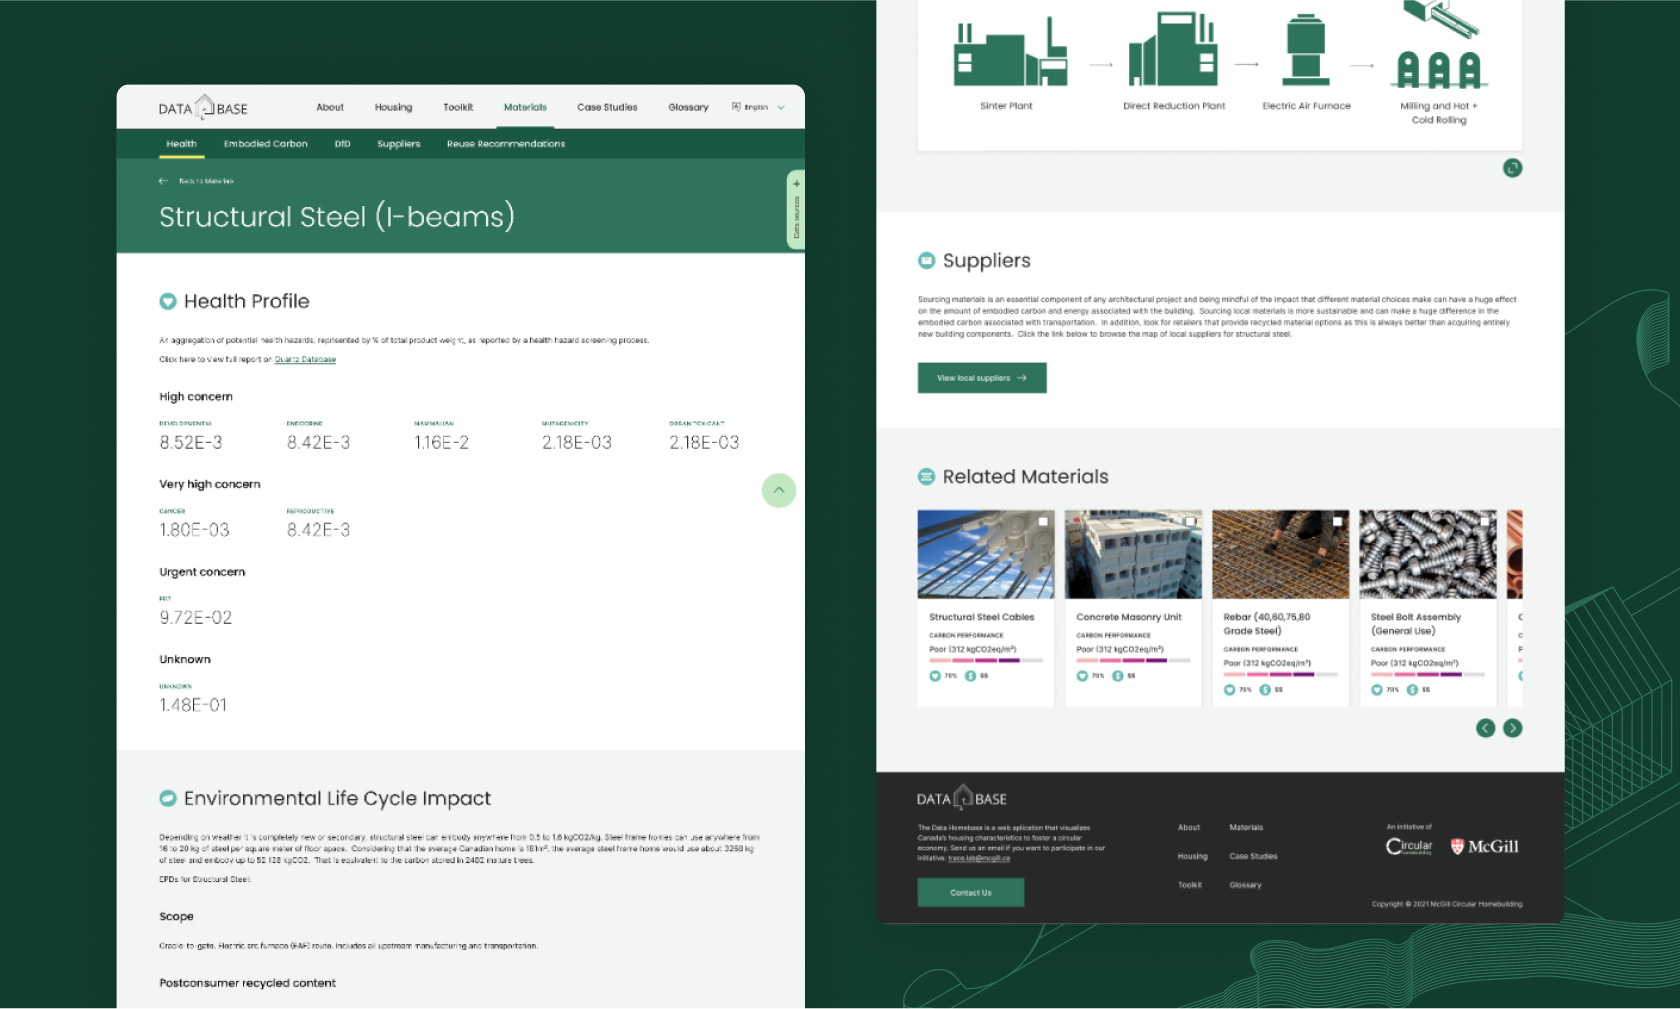 DATA BASE
About
Housing
Toolkit
Materials
Case Studies
Glossary
English
Health
Embodied Carbon
DfD
Suppliers
Reuse Recommendations
Back to Materials
Structural Steel (I-beams)
Data sources
Health Profile
An aggregation of potential health hazards, reprisented by % of total product weight, as reported by a health hazard screening process.
Click here to view full report on Quartz Database
High concern
DEVELOPMENTAL
ENDOCRINE
MAMMALIAN
MUTAGENICITY
ORGAN TOXICANT
8.52E-3
8.42E-3
1.16E-2
2.18E-03
2.18E-03
Very high concern
CANCER
REPRODUCTIVE
1.80E-03
8.42E-3
Urgent concern
PBT
9.72E-02
Unknown
UNKNOWN
1.48E-01
Environmental Life Cycle Impact
Depending on weather it is completely new or secondary, structural steel can embody anywhere from 0.5 to 1.6 kgCO2/kg. Steel frame homes can use anywhere from
16 to 20 kg of steel per square meter of floor space. Considering that the average Canadian home is 181m², the average steel frame home would use about 3258 kg
of steel and embody up to 52 128 kgCO2. That is equivalent to the carbon stored in 2482 mature trees.
EPDs for Structural Steel:
Scope
Cradle-to-gate. Electric arc furnace (EAF) route. Includes all upstream manufacturing and transportation.
Postconsumer recycled content
Sinter Plant
Direct Reduction Plant
Electric Air Furnace
Milling and Hot +
Cold Rolling
Suppliers
Sourcing materials is an essential component of any architectural project and being mindful of the impact that different material choices make can have a huge effect
on the amount of embodied carbon and energy associated with the building. Sourcing local materials is more sustainable and can make a huge difference in the
embodied carbon associated with transportation. In addition, look for retailers that provide recycled material options as this is always better than acquiring entirely
new building components. Click the link below to browse the map of local suppliers for structural steel.
View local suppliers
Related Materials
Structural Steel Cables
CARBON PERFORMANCE
Poor (312 kgCO2eq/m²)
70% $ $$
Concrete Masonry Unit
CARBON PERFORMANCE
Poor (312 kgCO2eq/m²)
70% $ $$
Rebar (40,60,75,80
Grade Steel)
CARBON PERFORMANCE
Poor (312 kgCO2eq/m²)
70% $ $$
Steel Bolt Assembly
(General Use)
CARBON PERFORMANCE
Poor (312 kgCO2eq/m²)
70% $ $$
DATA BASE
The Data Homebase is a web aplication that visualizes
Canada's housing characteristics to foster a circular
economy. Send us an email if you want to participate in our
initiative: trace.lab@mcgill.ca
Contact Us
About
Materials
Housing
Case Studies
Toolkit
Glossary
An initiative of
Circular
homebuilding
McGill
Copyright © 2021 McGill Circular Homebuilding